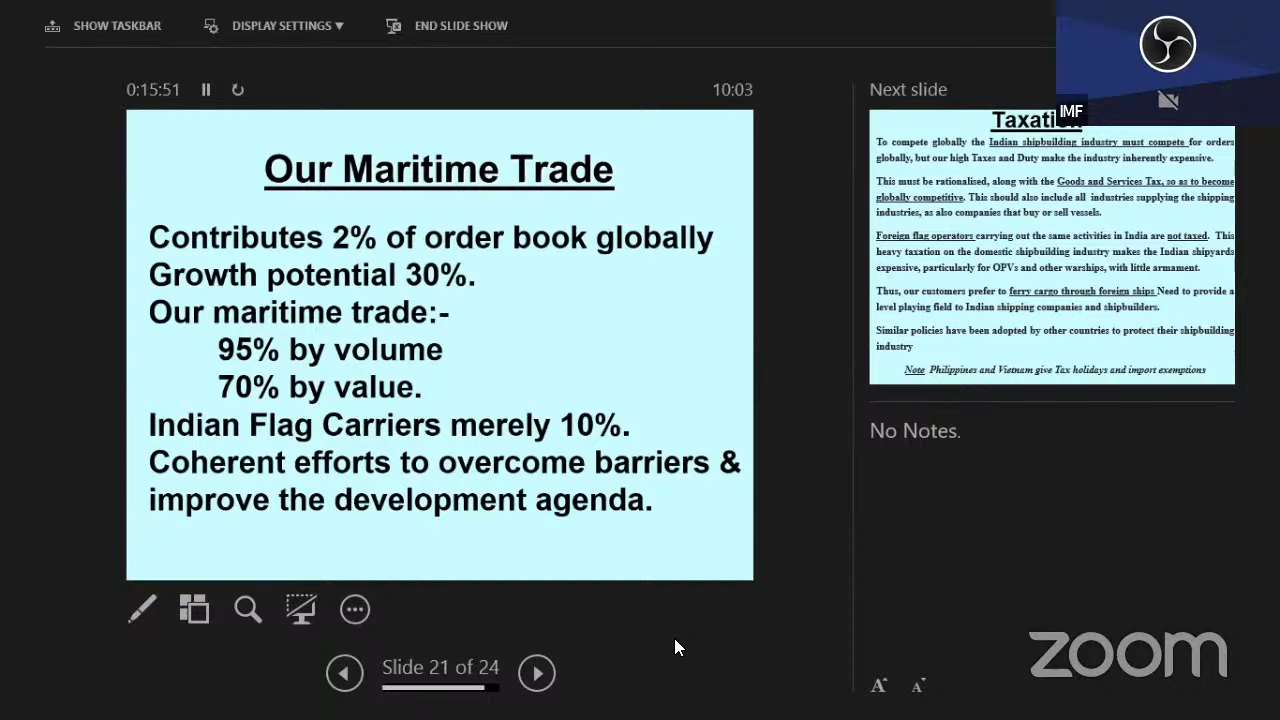 SHOW TASKBAR
DISPLAY SETTINGS
END SLIDE SHOW
0:15:51
10:03
Our Maritime Trade
Contributes 2% of order book globally
Growth potential 30%.
Our maritime trade:-
95% by volume
70% by value.
Indian Flag Carriers merely 10%.
Coherent efforts to overcome barriers &
improve the development agenda.
Slide 21 of 24
Next slide
IMF
To compete globally the Indian shipbuilding industry must compete for orders
globally, but our high Taxes and Duty make the industry inherently expensive.
This must be rationalised, along with the Goods and Services Tax, so as to become
globally competitive. This should also include all industries supplying the shipping
industries, as also companies that buy or sell vessels.
Foreign flag operators carrying out the same activities in India are not taxed. This
heavy taxation on the domestic shipbuilding industry makes the Indian shipyards
expensive, particularly for OPVs and other warships, with little armament.
Thus, our customers prefer to ferry cargo through foreign ships Need to provide a
level playing field to Indian shipping companies and shipbuilders.
Similar policies have been adopted by other countries to protect their shipbuilding
industry
Note Philippines and Vietnam give Tax holidays and import exemptions
No Notes.
A A
zoom